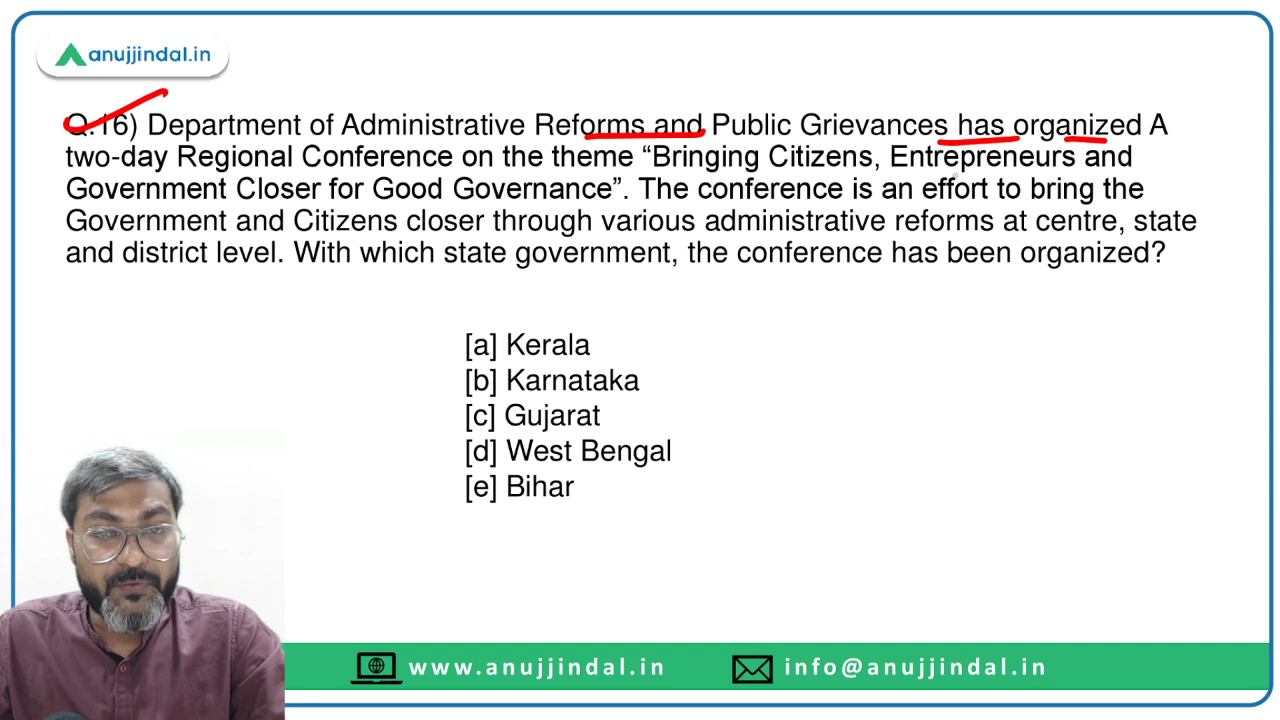 anujjindal.in
Q.16) Department of Administrative Reforms and Public Grievances has organized A
two-day Regional Conference on the theme “Bringing Citizens, Entrepreneurs and
Government Closer for Good Governance”. The conference is an effort to bring the
Government and Citizens closer through various administrative reforms at centre, state
and district level. With which state government, the conference has been organized?
[a] Kerala
[b] Karnataka
[c] Gujarat
[d] West Bengal
[e] Bihar
www.anujjindal.in info@anujjindal.in